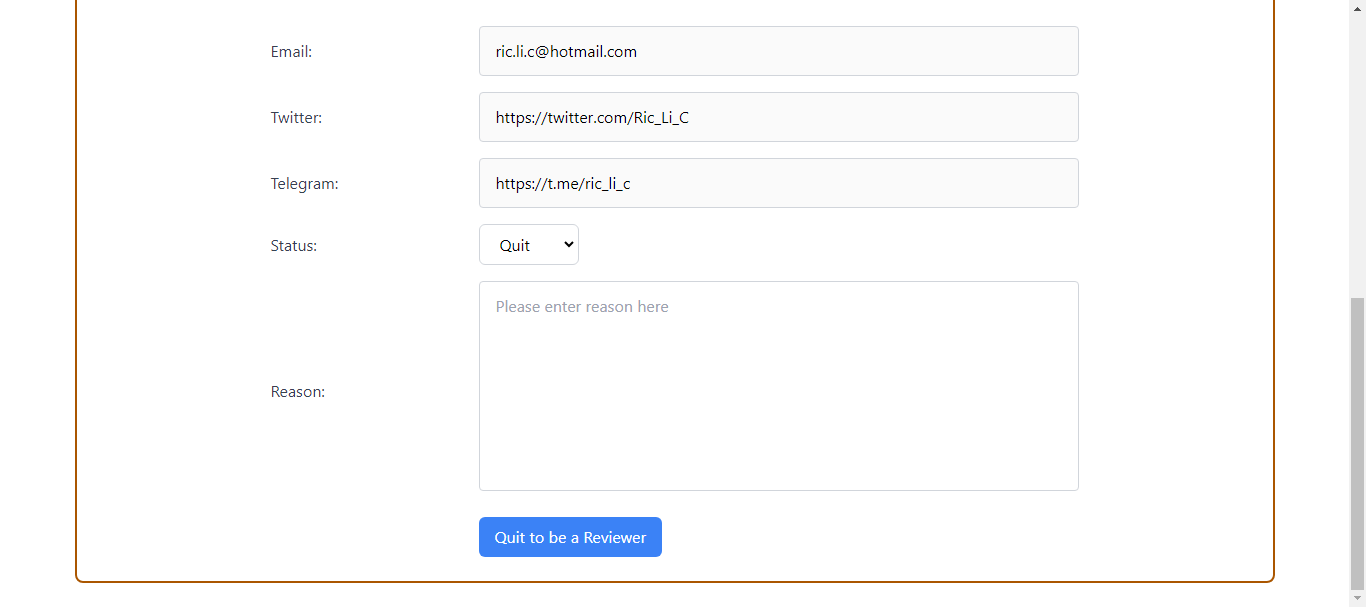 Email:
ric.li.c@hotmail.com
Twitter:
https://twitter.com/Ric_Li_C
Telegram:
https://t.me/ric_li_c
Status:
Quit
Please enter reason here
Reason:
Quit to be a Reviewer